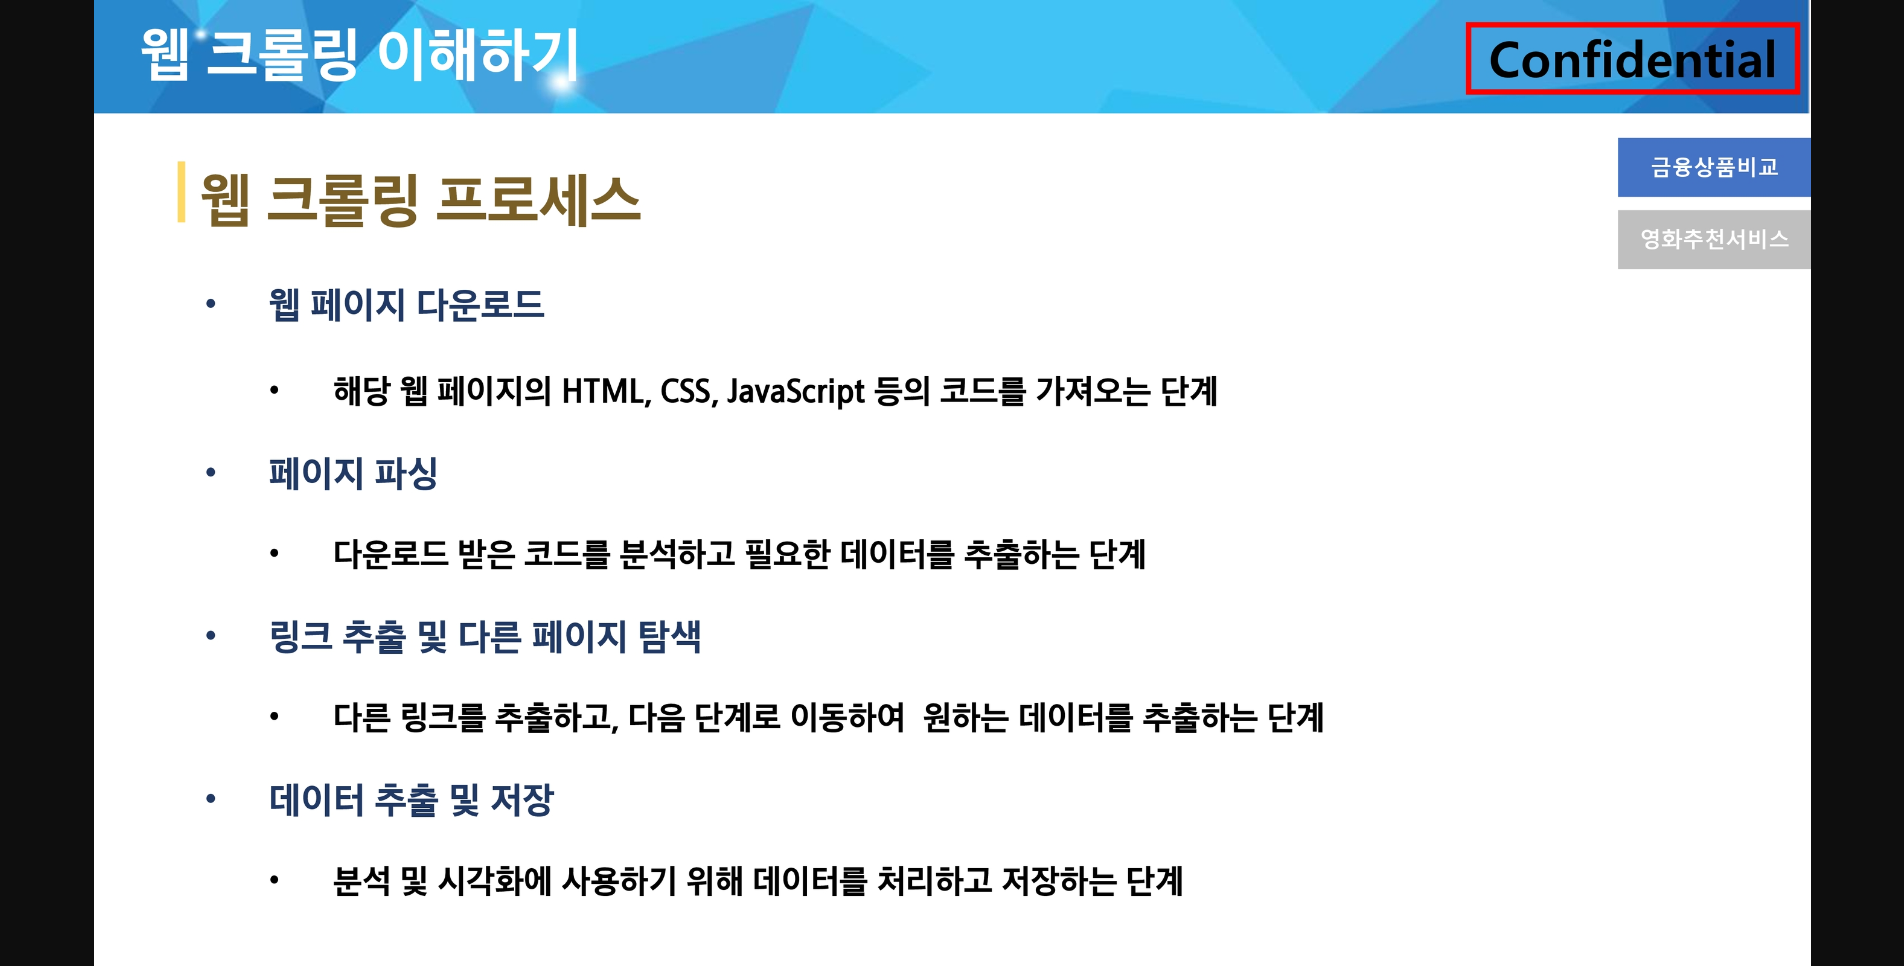 웹 크롤링 이해하기
Confidential
금융상품비교
영화추천서비스
웹 크롤링 프로세스
• 웹 페이지 다운로드
• 해당 웹 페이지의 HTML, CSS, JavaScript 등의 코드를 가져오는 단계
• 페이지 파싱
• 다운로드 받은 코드를 분석하고 필요한 데이터를 추출하는 단계
• 링크 추출 및 다른 페이지 탐색
• 다른 링크를 추출하고, 다음 단계로 이동하여  원하는 데이터를 추출하는 단계
• 데이터 추출 및 저장
• 분석 및 시각화에 사용하기 위해 데이터를 처리하고 저장하는 단계